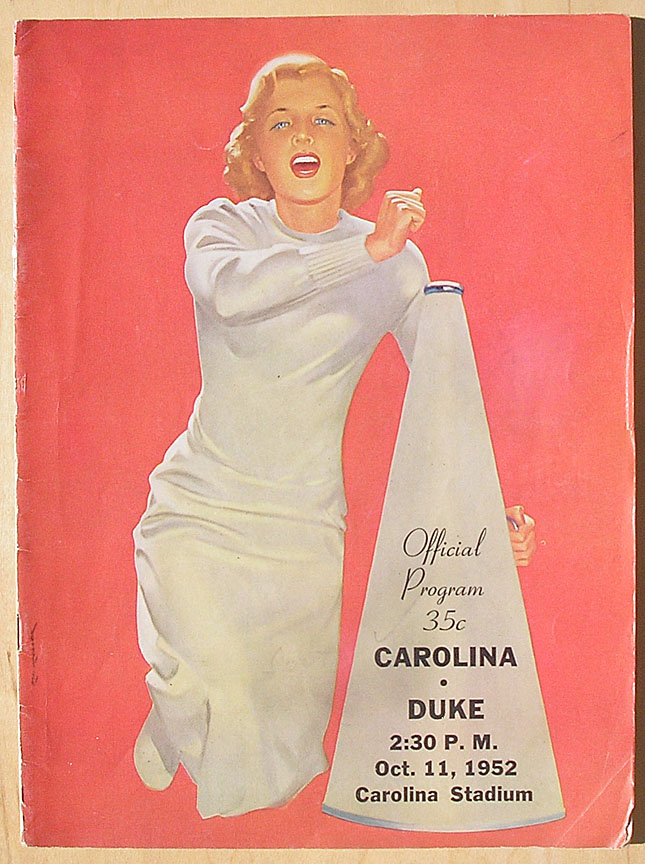 Official
Program
35c
CAROLINA
•
DUKE
2:30 P. M.
Oct. 11, 1952
Carolina Stadium